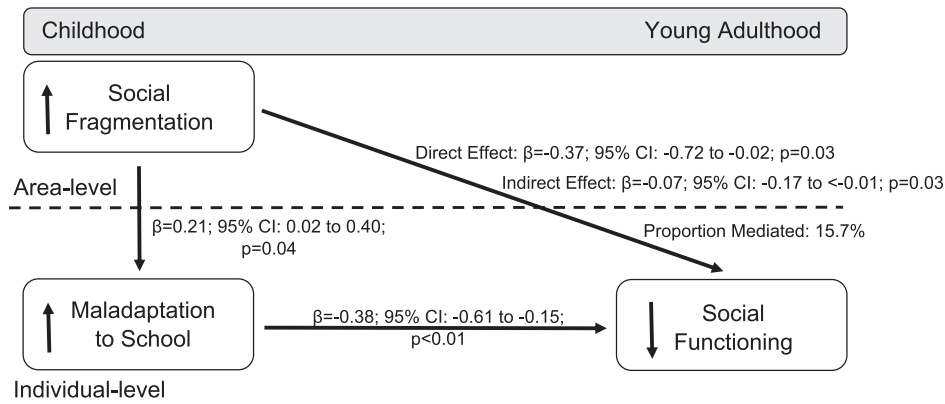 Childhood
Young Adulthood
Social
Fragmentation
Direct Effect: β=-0.37; 95% CI: -0.72 to -0.02; p=0.03
Area-level
Indirect Effect: β=-0.07; 95% CI: -0.17 to <-0.01; p=0.03
β=0.21; 95% CI: 0.02 to 0.40;
p=0.04
Proportion Mediated: 15.7%
Maladaptation
to School
β=-0.38; 95% CI: -0.61 to -0.15;
p<0.01
Social
Functioning
Individual-level